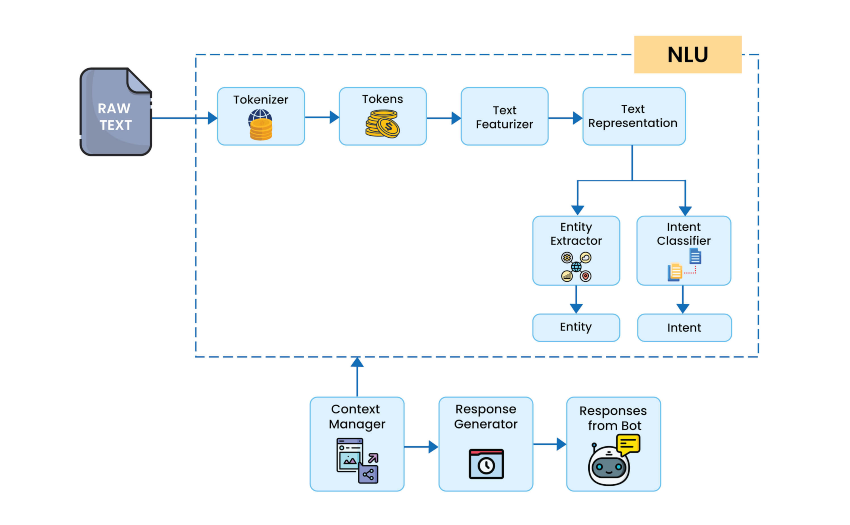 NLU
RAW
TEXT
Tokenizer
Tokens
Text
Featurizer
Text
Representation
Entity
Extractor
Intent
Classifier
Entity
Intent
Context
Manager
Response
Generator
Responses
from Bot